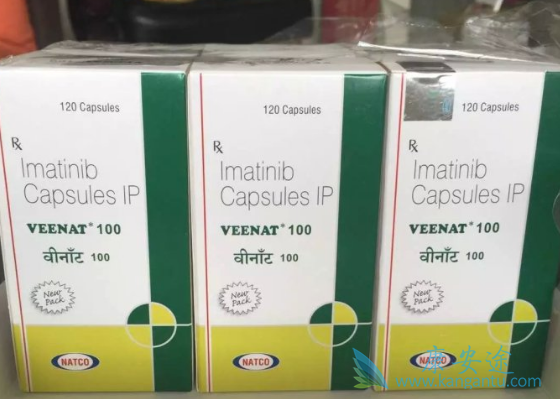 120 Capsules
Rx
Imatinib
Capsules IP
VEENAT® 100
वीनॉट 100
New
Pack
NATCO
120 Capsules
Rx
Imatinib
Capsules IP
VEENAT® 100
वीनॉट 100
New
Pack
NATCO
120 Capsules
Rx
Imatinib
Capsules IP
VEENAT® 100
वीनॉट 100
New
Pack
NATCO
康安途
www.kangantu.com